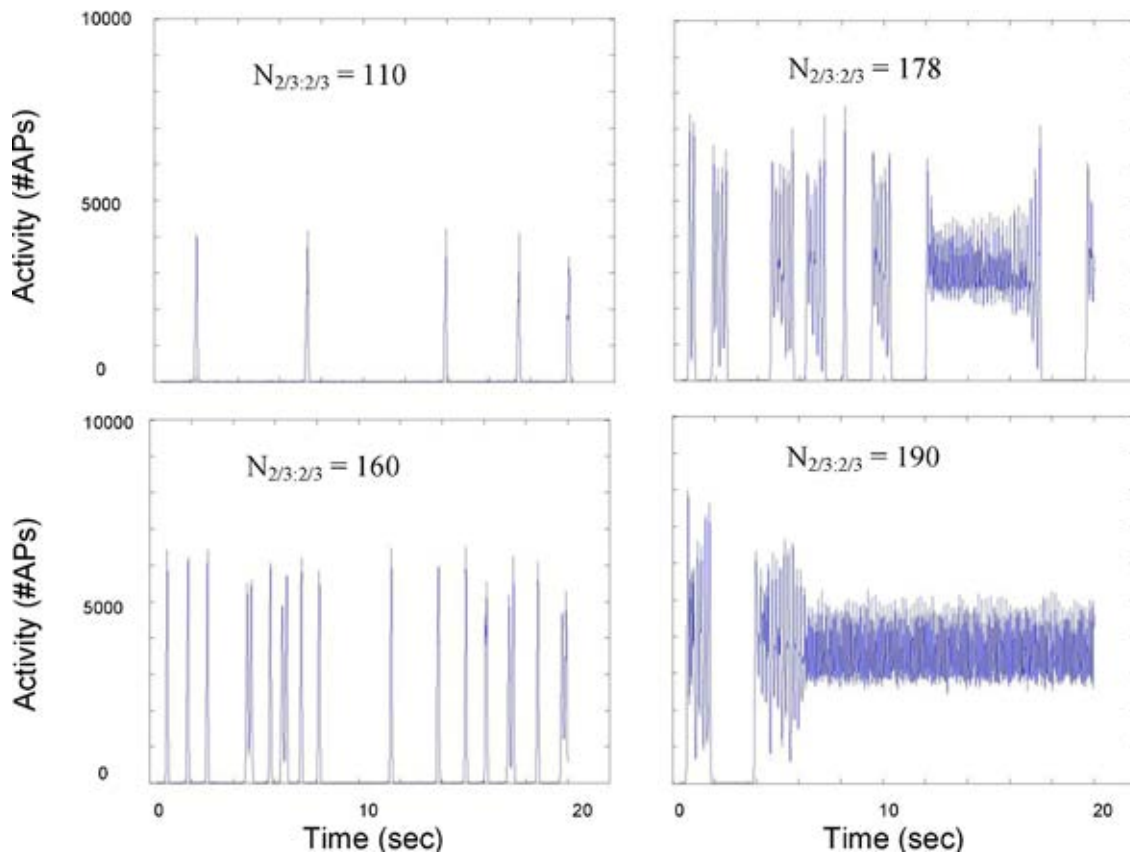 10000
N2/3:2/3 = 110
5000
0
Activity (#APs)
N2/3:2/3 = 178
10000
N2/3:2/3 = 160
5000
0
Activity (#APs)
0 10 20
Time (sec)
N2/3:2/3 = 190
0 10 20
Time (sec)